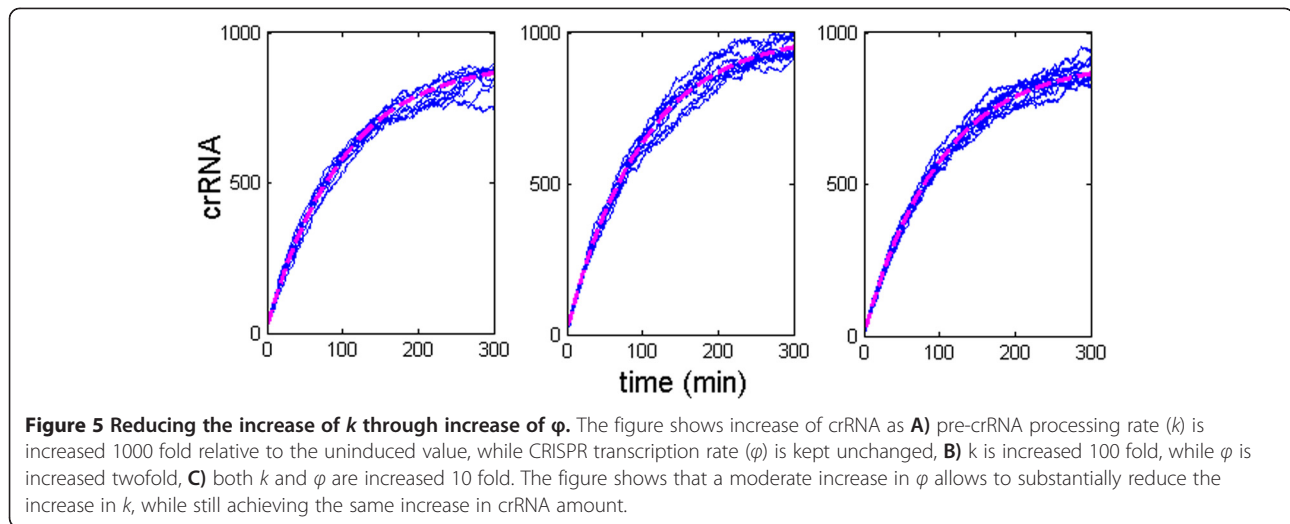 1000
500
0
0 100 200 300
1000
500
0
0 100 200 300
1000
500
0
0 100 200 300
crRNA
time (min)
Figure 5 Reducing the increase of k through increase of φ. The figure shows increase of crRNA as A) pre-crRNA processing rate (k) is
increased 1000 fold relative to the uninduced value, while CRISPR transcription rate (φ) is kept unchanged, B) k is increased 100 fold, while φ is
increased twofold, C) both k and φ are increased 10 fold. The figure shows that a moderate increase in φ allows to substantially reduce the
increase in k, while still achieving the same increase in crRNA amount.